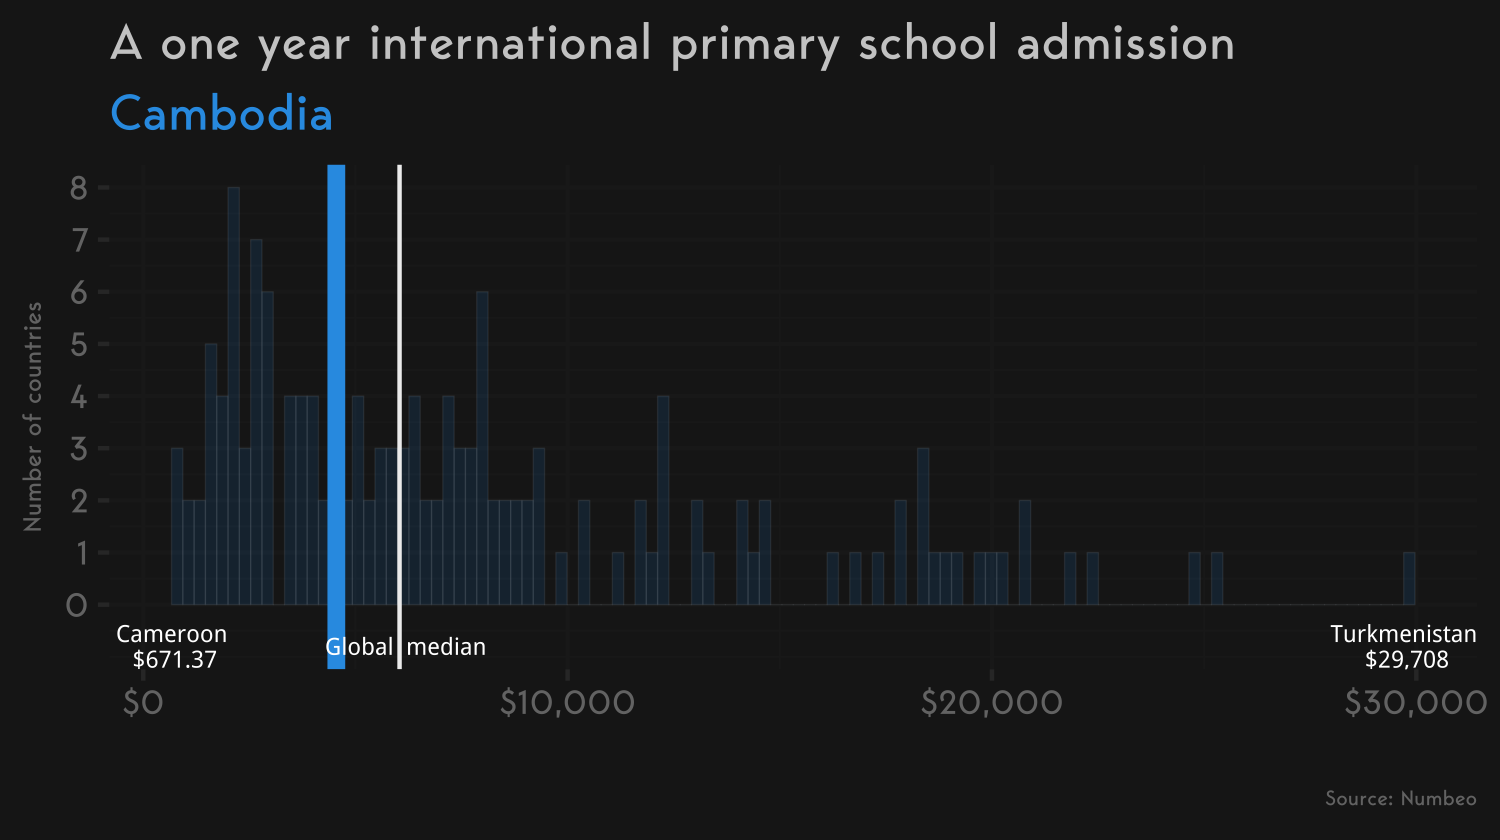 A one year international primary school admission
Cambodia
Number of countries
8
7
6
5
4
3
2
1
0
Cameroon
$671.37
Global median
Turkmenistan
$29,708
$0 $10,000 $20,000 $30,000
Source: Numbeo